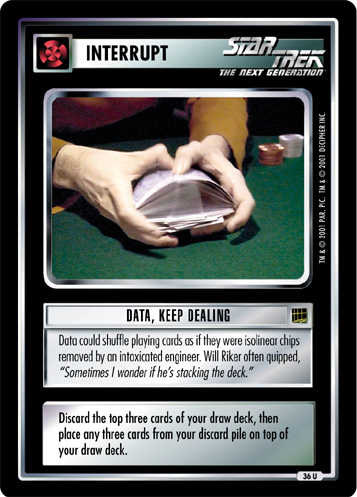 INTERRUPT
STAR TREK
THE NEXT GENERATION
TM & © 2001 PAR. PIC. TM & © 2001 DECIPHER INC.
DATA, KEEP DEALING
Data could shuffle playing cards as if they were isolinear chips
removed by an intoxicated engineer. Will Riker often quipped,
"Sometimes I wonder if he's stacking the deck."
Discard the top three cards of your draw deck, then
place any three cards from your discard pile on top of
your draw deck.
36 U